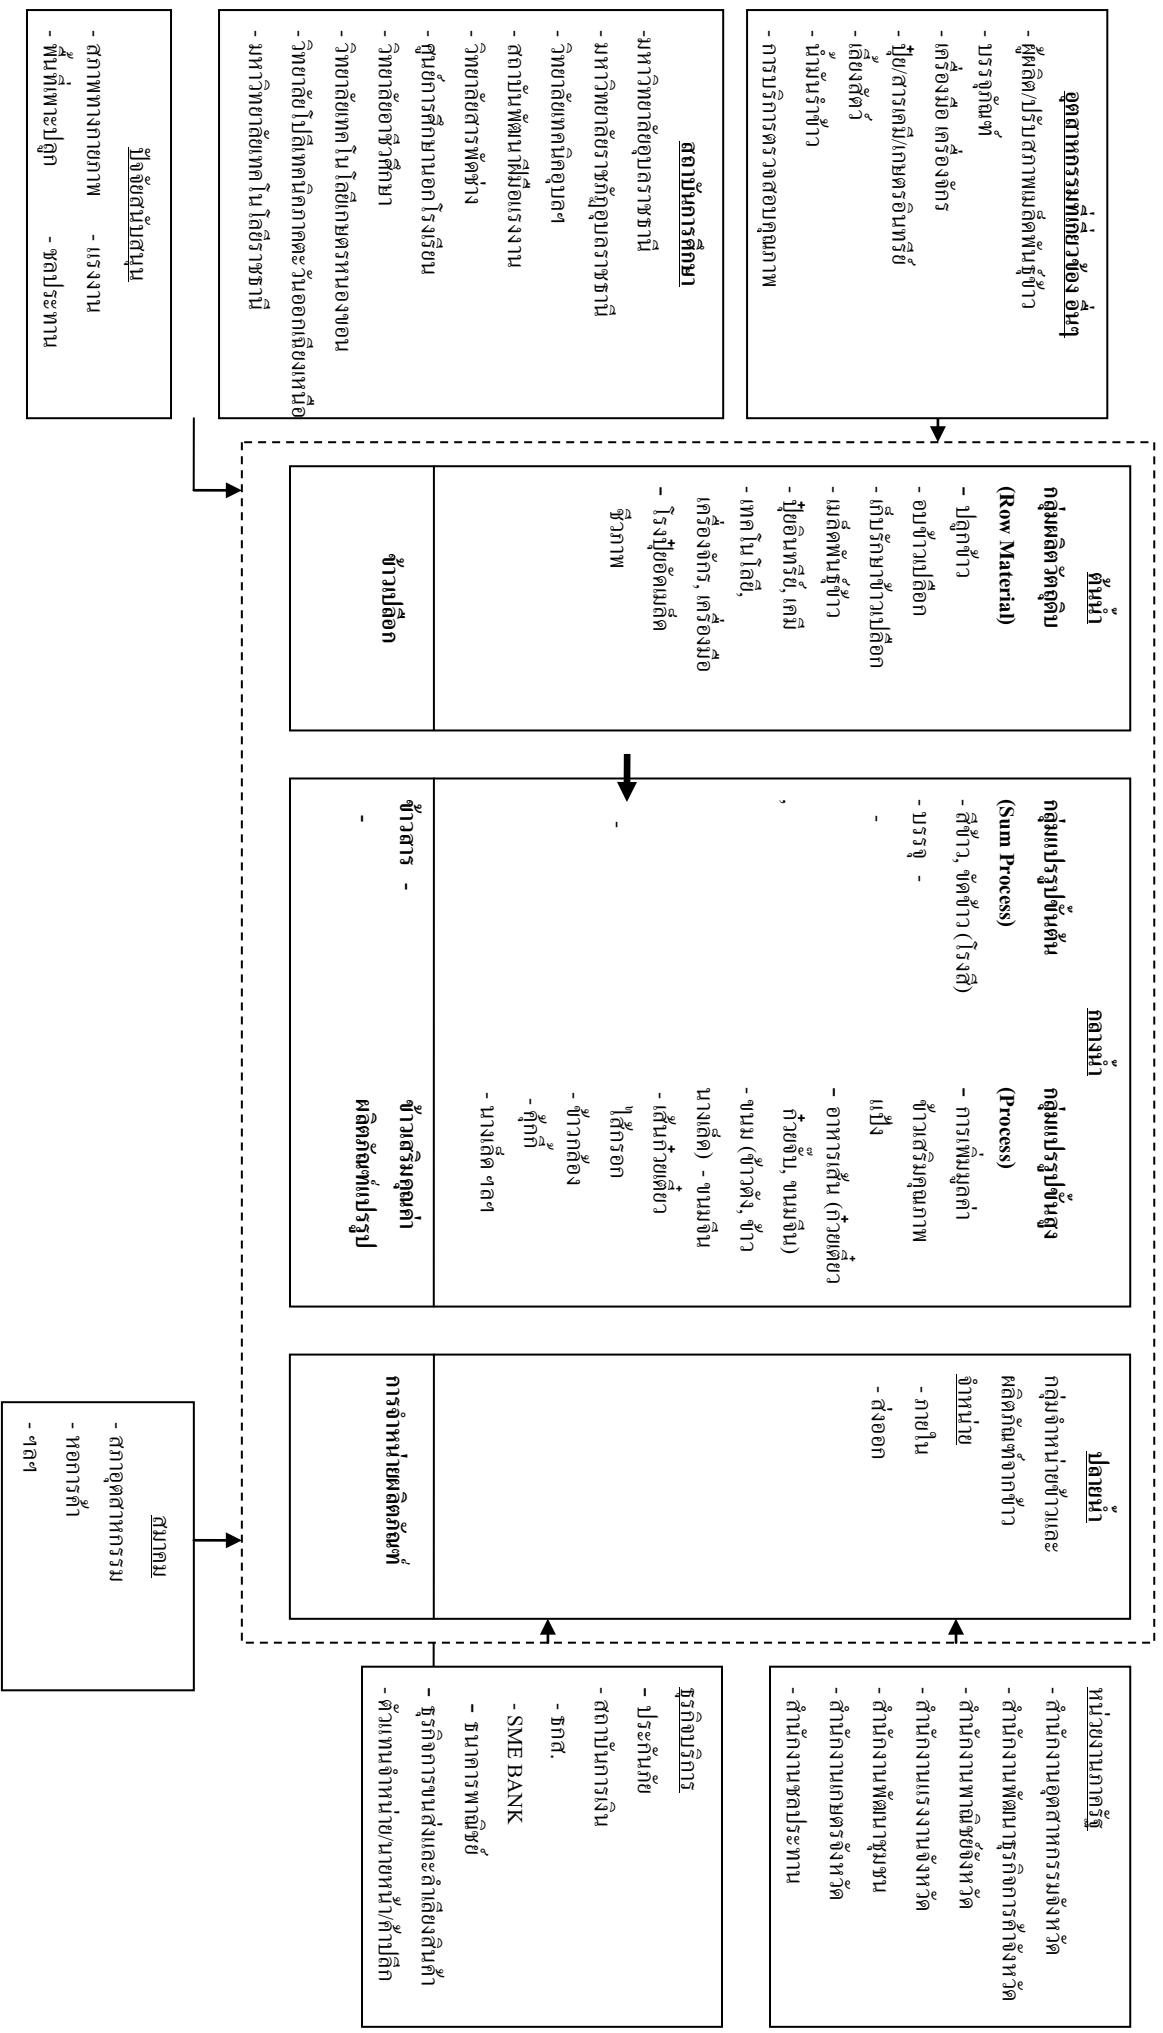 อุตสาหกรรมที่เกี่ยวข้อง อื่นๆ
- ผู้ผลิต/ปรับสภาพเมล็ดพันธุ์ข้าว
- บรรจุภัณฑ์
- เครื่องมือ เครื่องจักร
- ปุ๋ย/สารเคมี/เกษตรอินทรีย์
เลี้ยงสัตว์
- น้ำมันรำข้าว
- การบริการตรวจสอบคุณภาพ
สถาบันการศึกษา
-มหาวิทยาลัยอุบลราชธานี
- มหาวิทยาลัยราชภัฏอุบลราชธานี
- วิทยาลัยเทคนิคอุบลฯ
- สถาบันพัฒนาฝีมือแรงงาน
- วิทยาลัยสารพัดช่าง
-ศูนย์การศึกษานอกโรงเรียน
- วิทยาลัยอาชีวศึกษา
- วิทยาลัยเทคโนโลยีเกษตรหนองขอน
-วิทยาลัยโปลีเทคนิคภาคตะวันออกเฉียงเหนือ
- มหาวิทยาลัยเทคโนโลยีราชธานี
ปัจจัยสนับสนุน
- สภาพทางกายภาพ - แรงงาน
- พื้นที่เพาะปลูก - ชลประทาน
ต้นน้ำ
กลุ่มผลิตวัตถุดิบ
(Row Material)
- ปลูกข้าว
- อบข้าวเปลือก
- เก็บรักษาข้าวเปลือก
- เมล็ดพันธุ์ข้าว
- ปุ๋ยอินทรีย์, เคมี
- เทคโนโลยี,
เครื่องจักร, เครื่องมือ
- โรงปุ๋ยอัดเมล็ด
ชีวภาพ
ข้าวเปลือก
กลางน้ำ
กลุ่มแปรรูปขั้นต้น
(Sum Process)
-สีข้าว, ขัดข้าว (โรงสี)
- บรรจุ -
-
,
-
ข้าวสาร -
-
กลุ่มแปรรูปขั้นสูง
(Process)
- การเพิ่มมูลค่า
ข้าวเสริมคุณภาพ
แป้ง
- อาหารเส้น (ก๋วยเตี๋ยว
ก๋วยจั๊บ, ขนมจีน)
- ขนม (ข้าวตัง, ข้าว
นางเล็ด) - ขนมจีน
-เส้นก๋วยเตี๋ยว
ไส้กรอก
-ข้าวกล้อง
- คุ้กกี้
- นางเล็ด ฯลฯ
ข้าวเสริมคุณค่า
ผลิตภัณฑ์แปรรูป
ปลายน้ำ
กลุ่มจำหน่ายข้าวและ
ผลิตภัณฑ์จากข้าว
จำหน่าย
- ภายใน
- ส่งออก
การจำหน่ายผลิตภัณฑ์
สมาคม
- สภาอุตสาหกรรม
- หอการค้า
- ฯลฯ
หน่วยงานภาครัฐ
- สำนักงานอุตสาหกรรมจังหวัด
- สำนักงานพัฒนาธุรกิจการค้าจังหวัด
- สำนักงานพาณิชย์จังหวัด
- สำนักงานแรงงานจังหวัด
- สำนักงานพัฒนาชุมชน
- สำนักงานเกษตรจังหวัด
- สำนักงานชลประทาน
ธุรกิจบริการ
- ประกันภัย
- สถาบันการเงิน
- ธกส.
-SME BANK
- ธนาคารพาณิชย์
- ธุรกิจการขนส่งและลำเลียงสินค้า
-ตัวแทนจำหน่าย/นายหน้า/ค้าปลีก